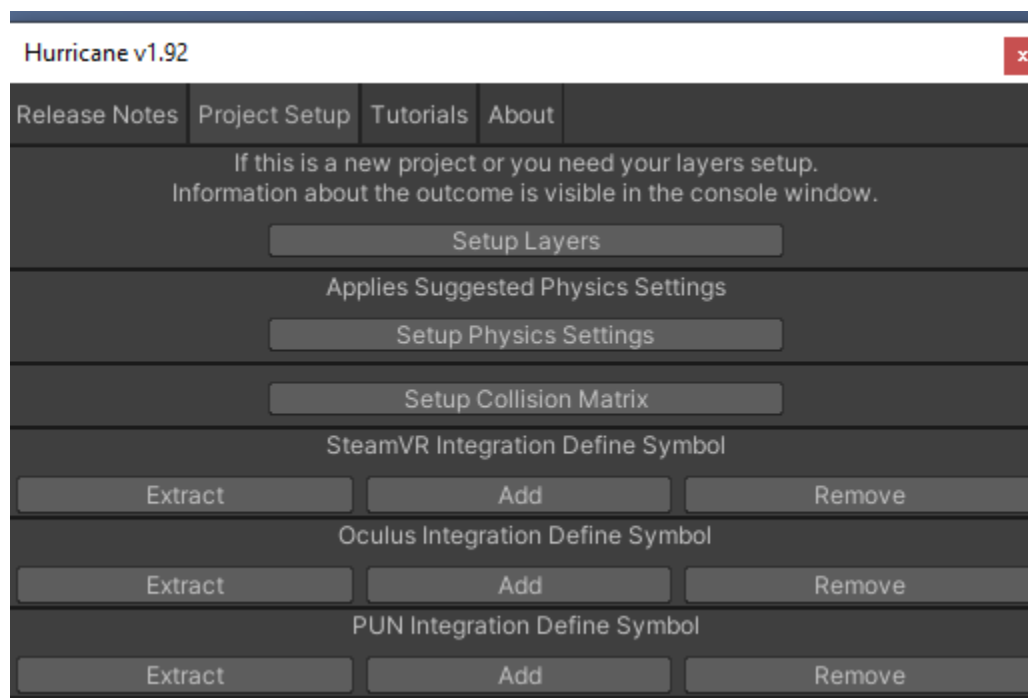 Hurricane v1.92
x
Release Notes Project Setup Tutorials About
If this is a new project or you need your layers setup.
Information about the outcome is visible in the console window.
Setup Layers
Applies Suggested Physics Settings
Setup Physics Settings
Setup Collision Matrix
SteamVR Integration Define Symbol
Extract Add Remove
Oculus Integration Define Symbol
Extract Add Remove
PUN Integration Define Symbol
Extract Add Remove